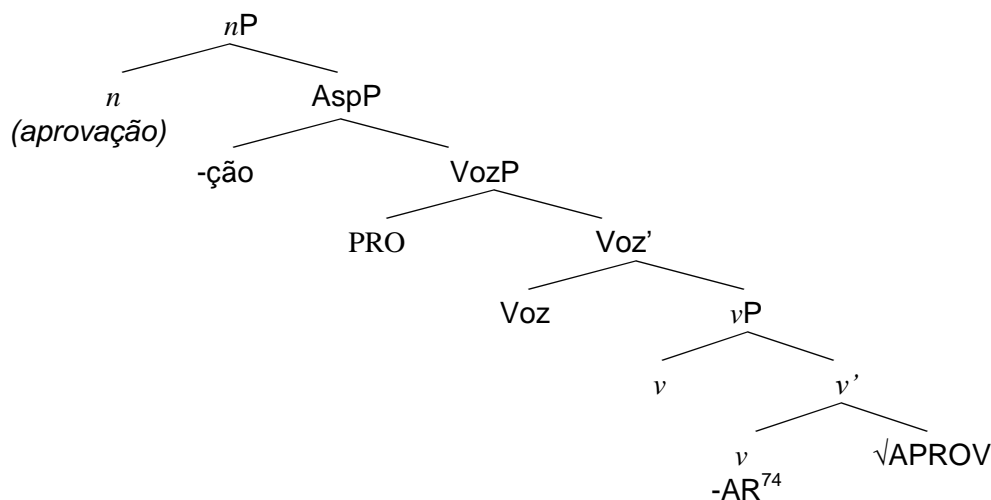 nP
n AspP
(aprovação)
-ção VozP
PRO Voz’
Voz vP
v v’
v √APROV
-AR74